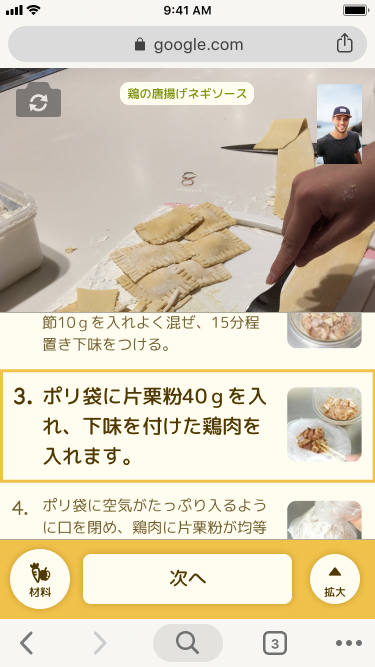 9:41 AM
google.com
鶏の唐揚げネギソース
節10ｇを入れよく混ぜ、15分程
置き下味をつける。
3. ポリ袋に片栗粉40ｇを入
れ、下味を付けた鶏肉を
入れます。
4. ポリ袋に空気がたっぷり入るよう
に口を閉め、鶏肉に片栗粉が均等
材料
次へ
拡大
3